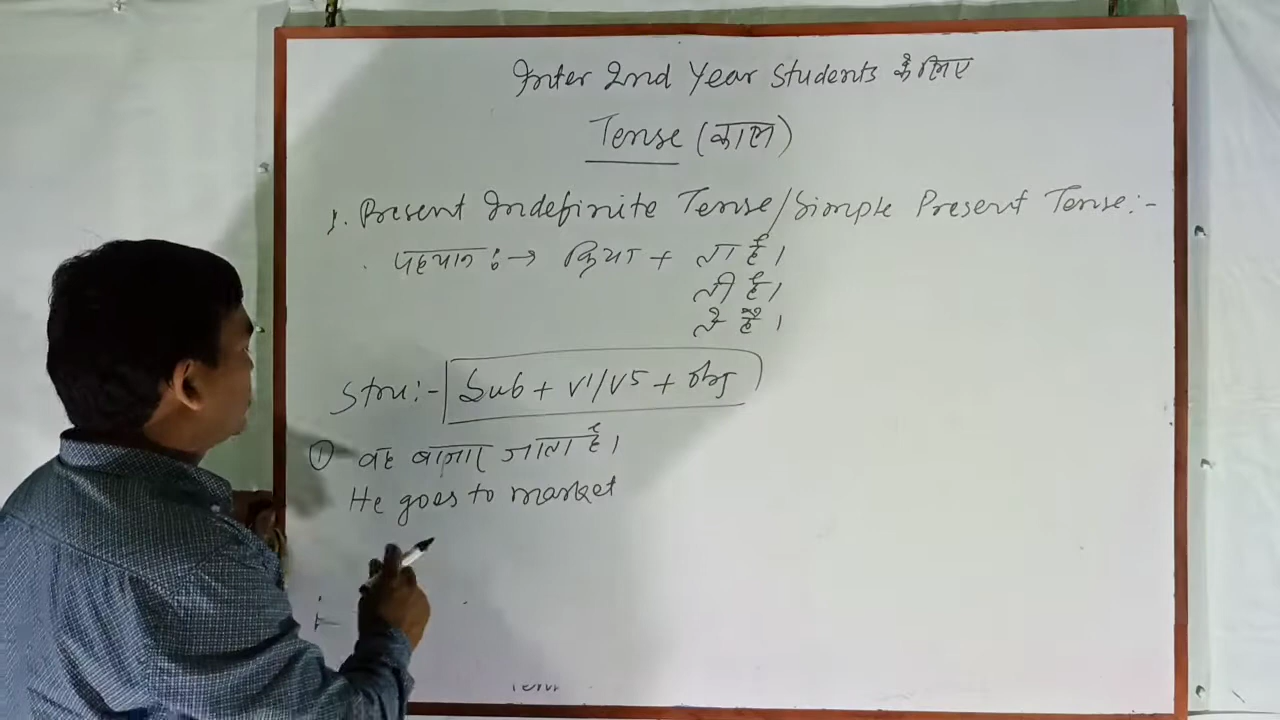 Inter 2nd Year Students के लिए
Tense (काल)
1. Present Indefinite Tense/Simple Present Tense:-
पहचान :→ क्रिया + ता है।
ती है।
ते हैं।
Stru:- Sub + V1/V5 + obj
① वह बाजार जाता है।
He goes to market